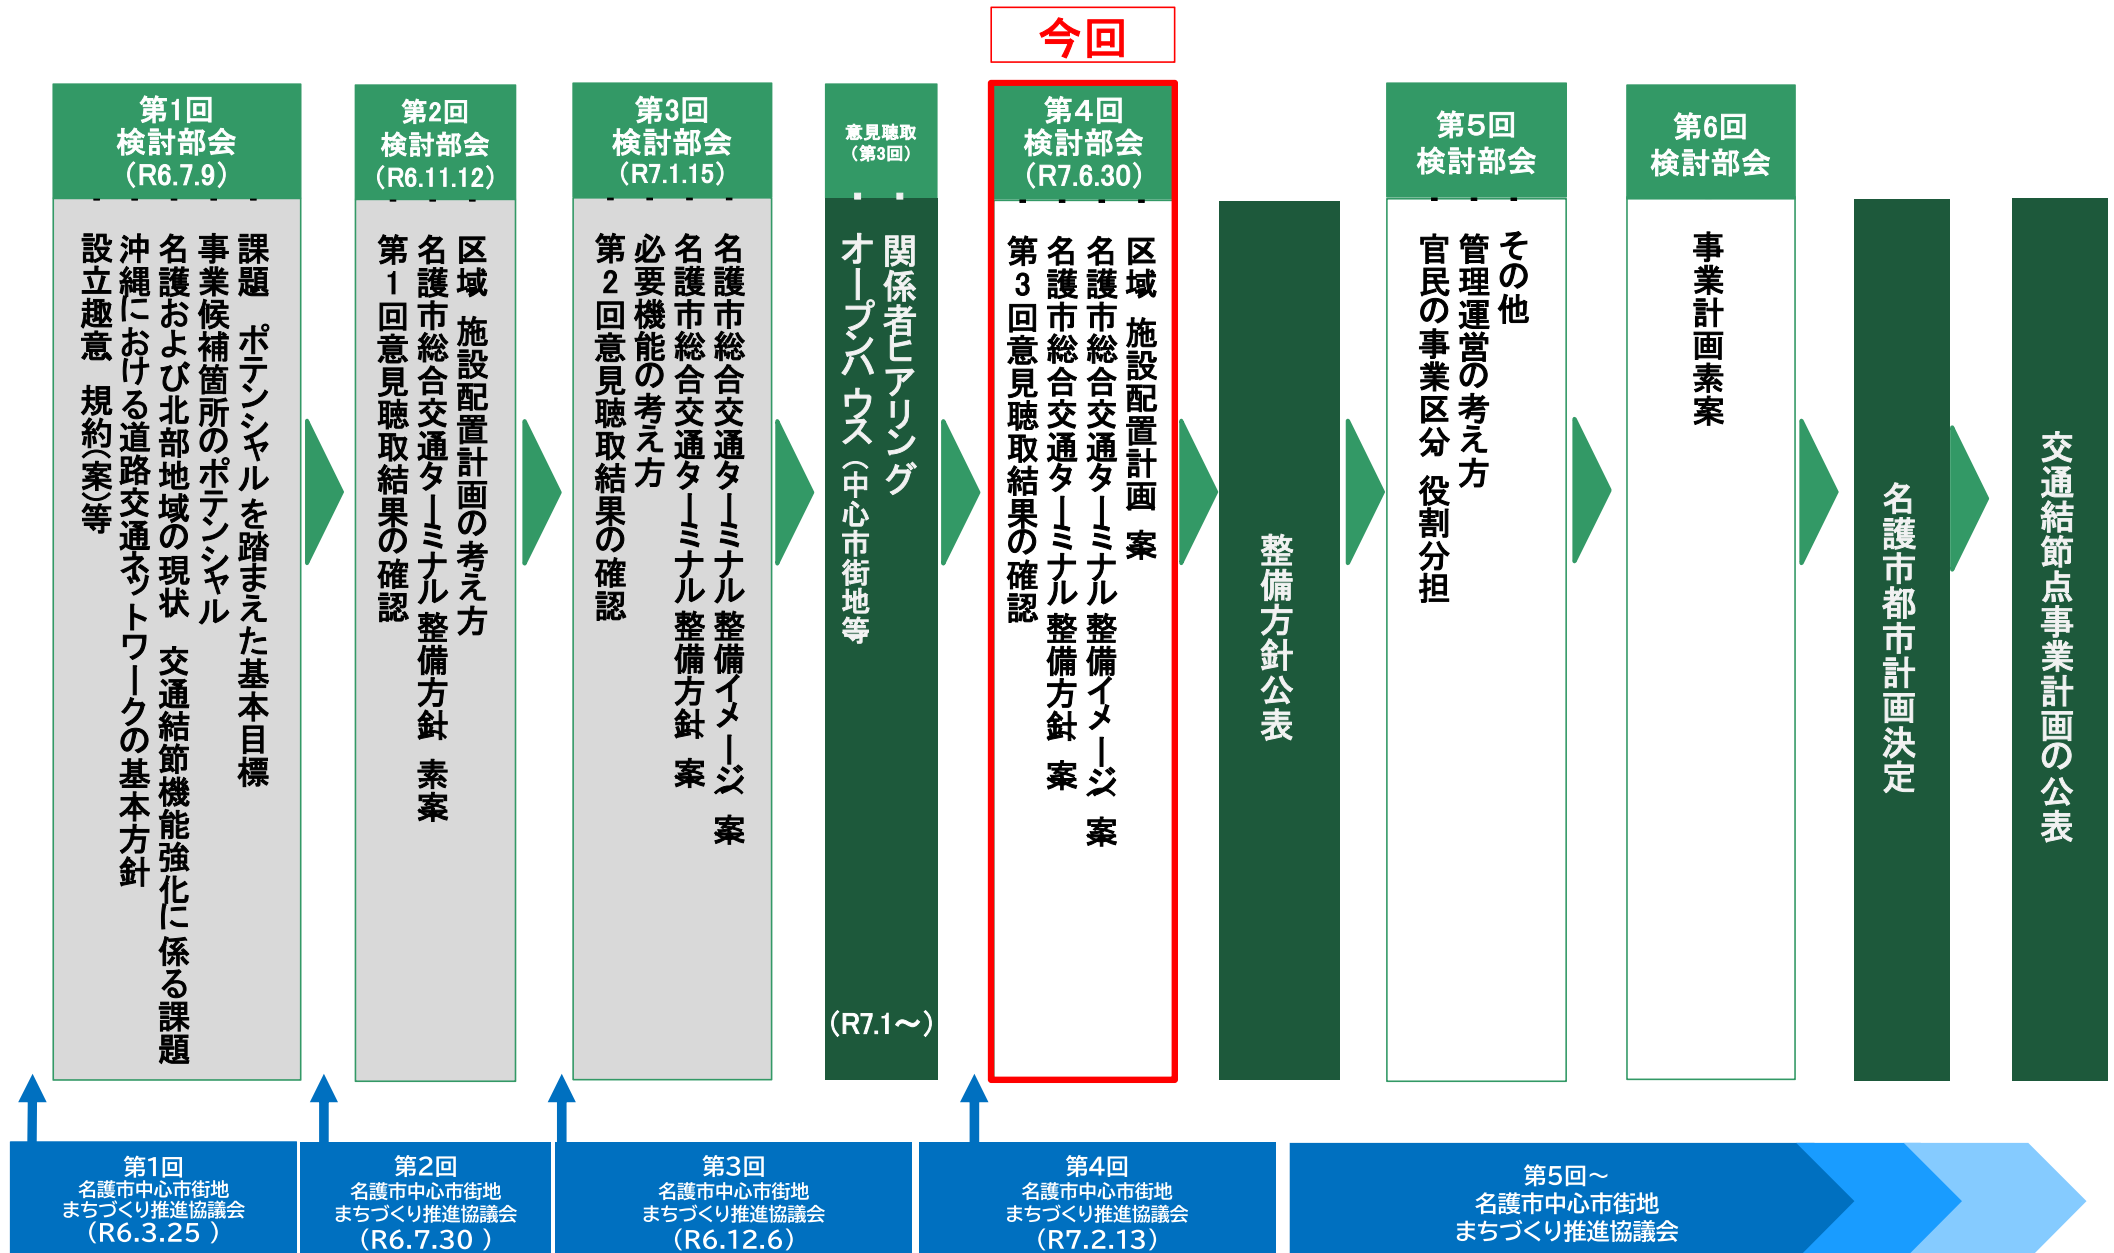 今回
第1回
検討部会
(R6.7.9)
設立趣意、規約(案)等
沖縄における道路交通ネットワークの基本方針
名護および北部地域の現状、交通結節機能強化に係る課題
事業候補箇所のポテンシャル
課題、ポテンシャルを踏まえた基本目標
第2回
検討部会
(R6.11.12)
第1回意見聴取結果の確認
名護市総合交通ターミナル整備方針(素案)
区域、施設配置計画の考え方
第3回
検討部会
(R7.1.15)
第2回意見聴取結果の確認
必要機能の考え方
名護市総合交通ターミナル整備方針(案)
名護市総合交通ターミナル整備イメージ(案)
意見聴取
(第3回)
オープンハウス(中心市街地等)
関係者ヒアリング
(R7.1～)
第4回
検討部会
(R7.6.30)
第3回意見聴取結果の確認
名護市総合交通ターミナル整備方針(案)
名護市総合交通ターミナル整備イメージ(案)
区域、施設配置計画(案)
整備方針公表
第5回
検討部会
官民の事業区分、役割分担
管理運営の考え方
その他
第6回
検討部会
事業計画素案
名護市都市計画決定
交通結節点事業計画の公表
第1回
名護市中心市街地
まちづくり推進協議会
(R6.3.25 )
第2回
名護市中心市街地
まちづくり推進協議会
(R6.7.30 )
第3回
名護市中心市街地
まちづくり推進協議会
(R6.12.6)
第4回
名護市中心市街地
まちづくり推進協議会
(R7.2.13)
第5回～
名護市中心市街地
まちづくり推進協議会